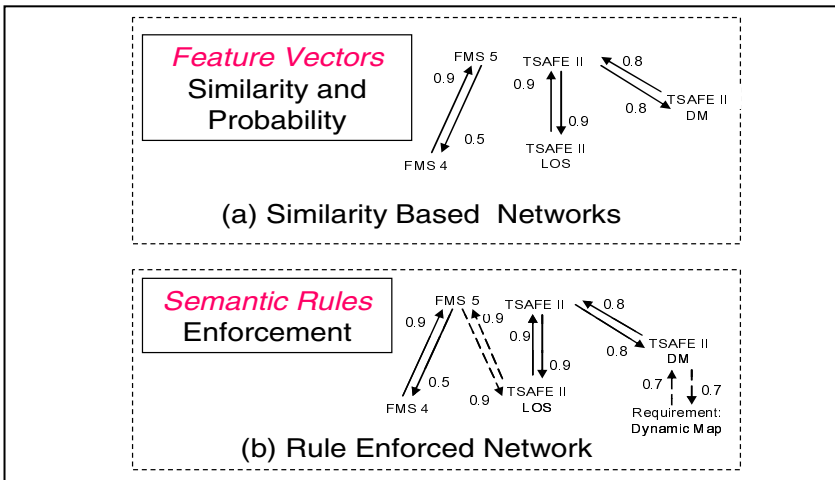 Feature Vectors
Similarity and
Probability
FMS 5
TSAFE II
0.8
0.9
0.9
0.8
TSAFE II
DM
0.5
0.9
FMS 4
TSAFE II
LOS
(a) Similarity Based Networks
Semantic Rules
Enforcement
FMS 5
TSAFE II
0.8
0.9
0.9
0.9
0.8
TSAFE II
DM
0.5
0.9
0.9
TSAFE II
LOS
0.7
0.7
FMS 4
Requirement:
Dynamic Map
(b) Rule Enforced Network